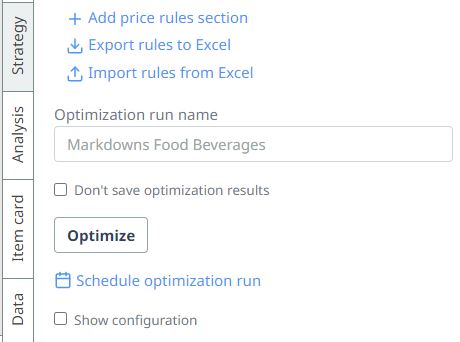 Strategy
Analysis
Item card
Data
Add price rules section
Export rules to Excel
Import rules from Excel
Optimization run name
Markdowns Food Beverages
Don't save optimization results
Optimize
Schedule optimization run
Show configuration